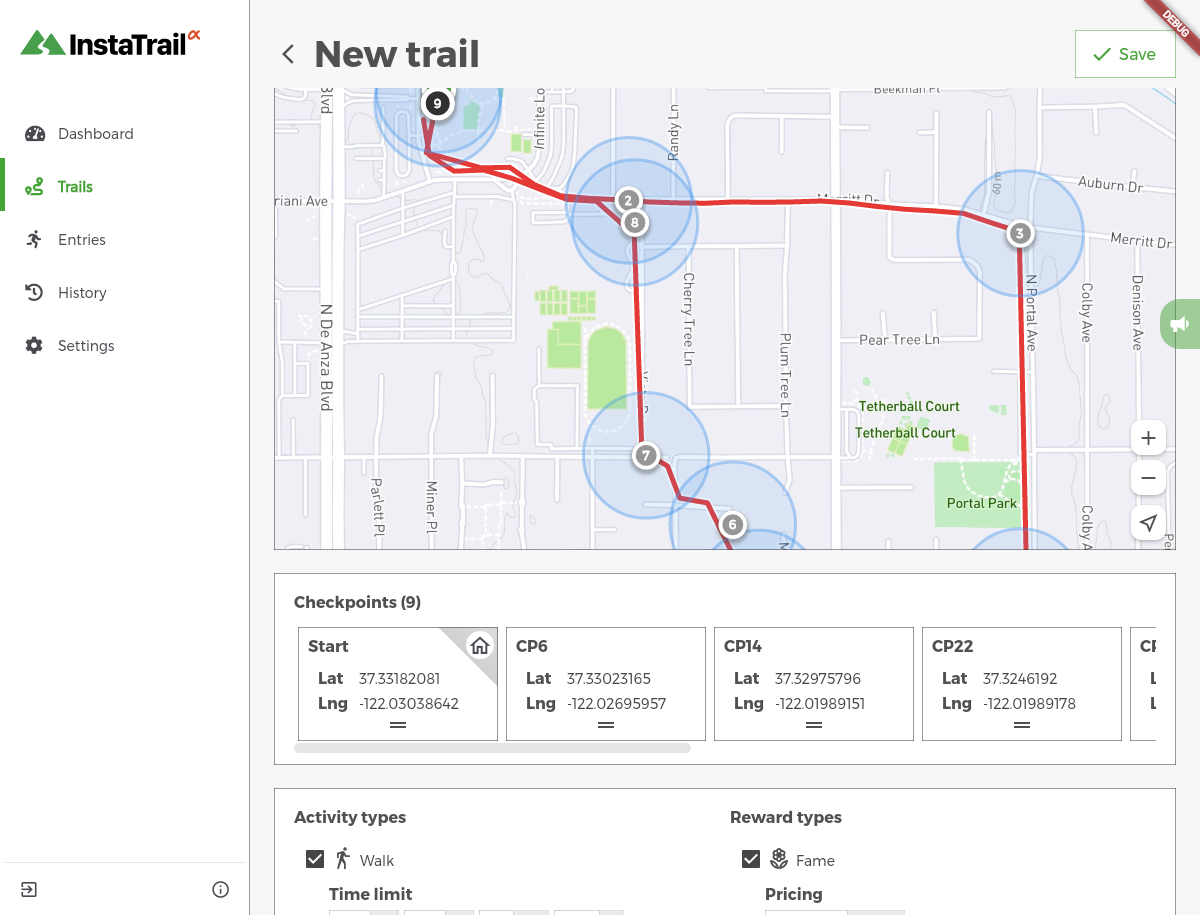 InstaTrail α
Dashboard
Trails
Entries
History
Settings
New trail
Save
DEBUG
Blvd
9
Infinite Lo
Randy Ln
Beekman Pl
riani Ave
2
8
Merritt Dr
3
Auburn Dr
Merritt Dr
N De Anza Blvd
Cherry Tree Ln
Plum Tree Ln
Pear Tree Ln
N Portal Ave
Colby Ave
Denison Ave
Tetherball Court
Tetherball Court
7
Parlett Pl
Miner Pl
6
Portal Park
Colby A
+
−
Checkpoints (9)
Start
Lat 37.33182081
Lng -122.03038642
CP6
Lat 37.33023165
Lng -122.02695957
CP14
Lat 37.32975796
Lng -122.01989151
CP22
Lat 37.3246192
Lng -122.01989178
Activity types
Walk
Time limit
Reward types
Fame
Pricing